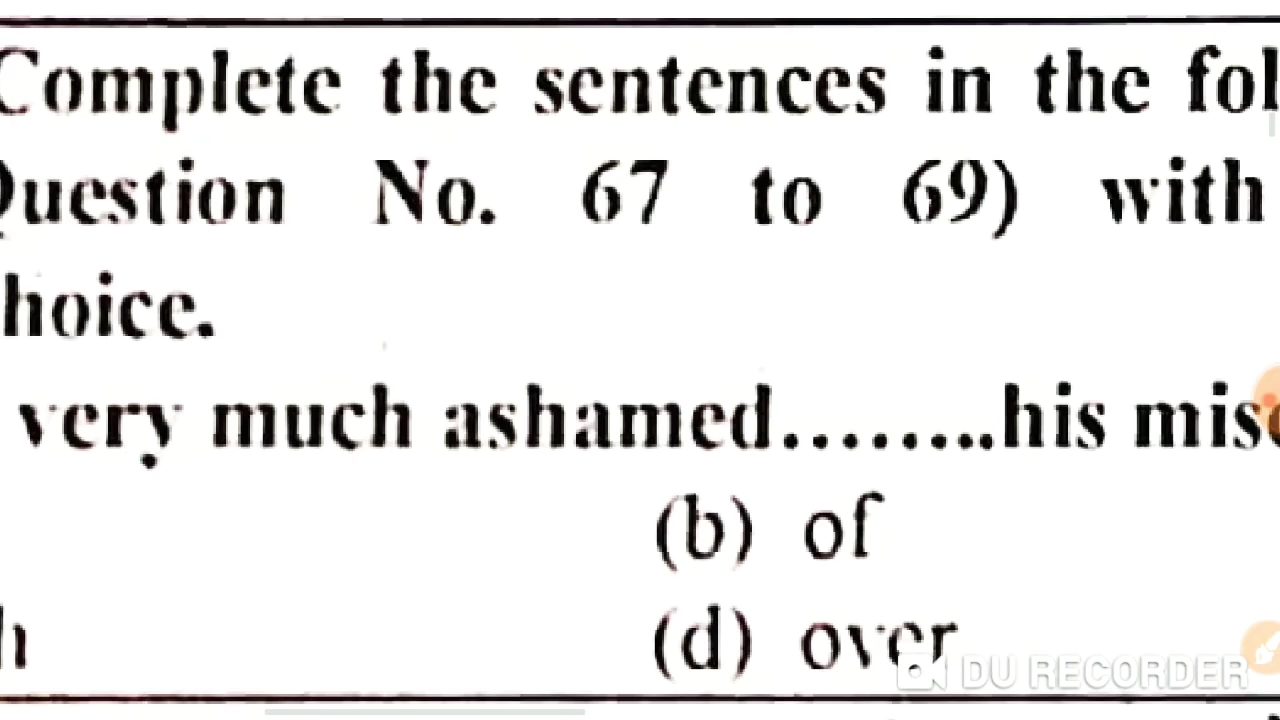 Complete the sentences in the fol
Question No. 67 to 69) with
hoice.
very much ashamed.........his mis
(b) of
h (d) over
DU RECORDER